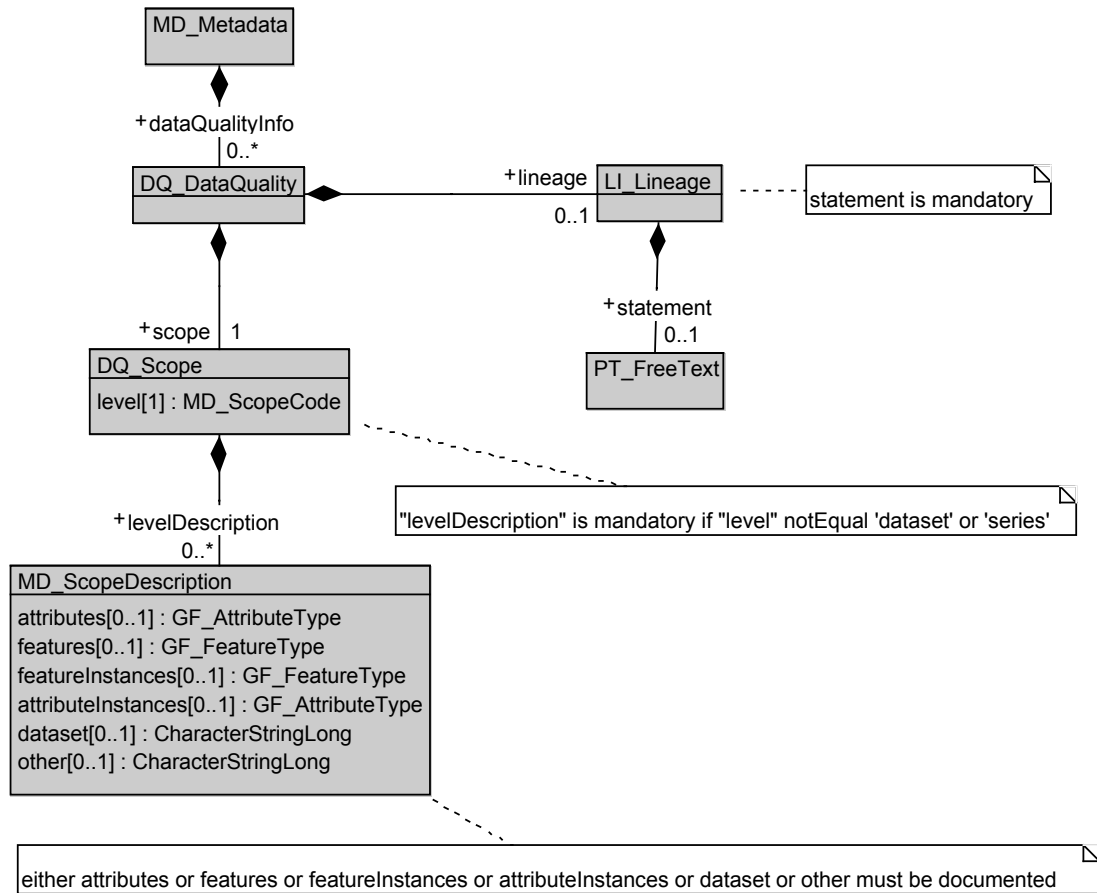 MD_Metadata
+dataQualityInfo
0..*
DQ_DataQuality
+lineage
0..1
LI_Lineage
statement is mandatory
+statement
0..1
PT_FreeText
+scope 1
DQ_Scope
level[1] : MD_ScopeCode
"levelDescription" is mandatory if "level" notEqual 'dataset' or 'series'
+levelDescription
0..*
MD_ScopeDescription
attributes[0..1] : GF_AttributeType
features[0..1] : GF_FeatureType
featureInstances[0..1] : GF_FeatureType
attributeInstances[0..1] : GF_AttributeType
dataset[0..1] : CharacterStringLong
other[0..1] : CharacterStringLong
either attributes or features or featureInstances or attributeInstances or dataset or other must be documented